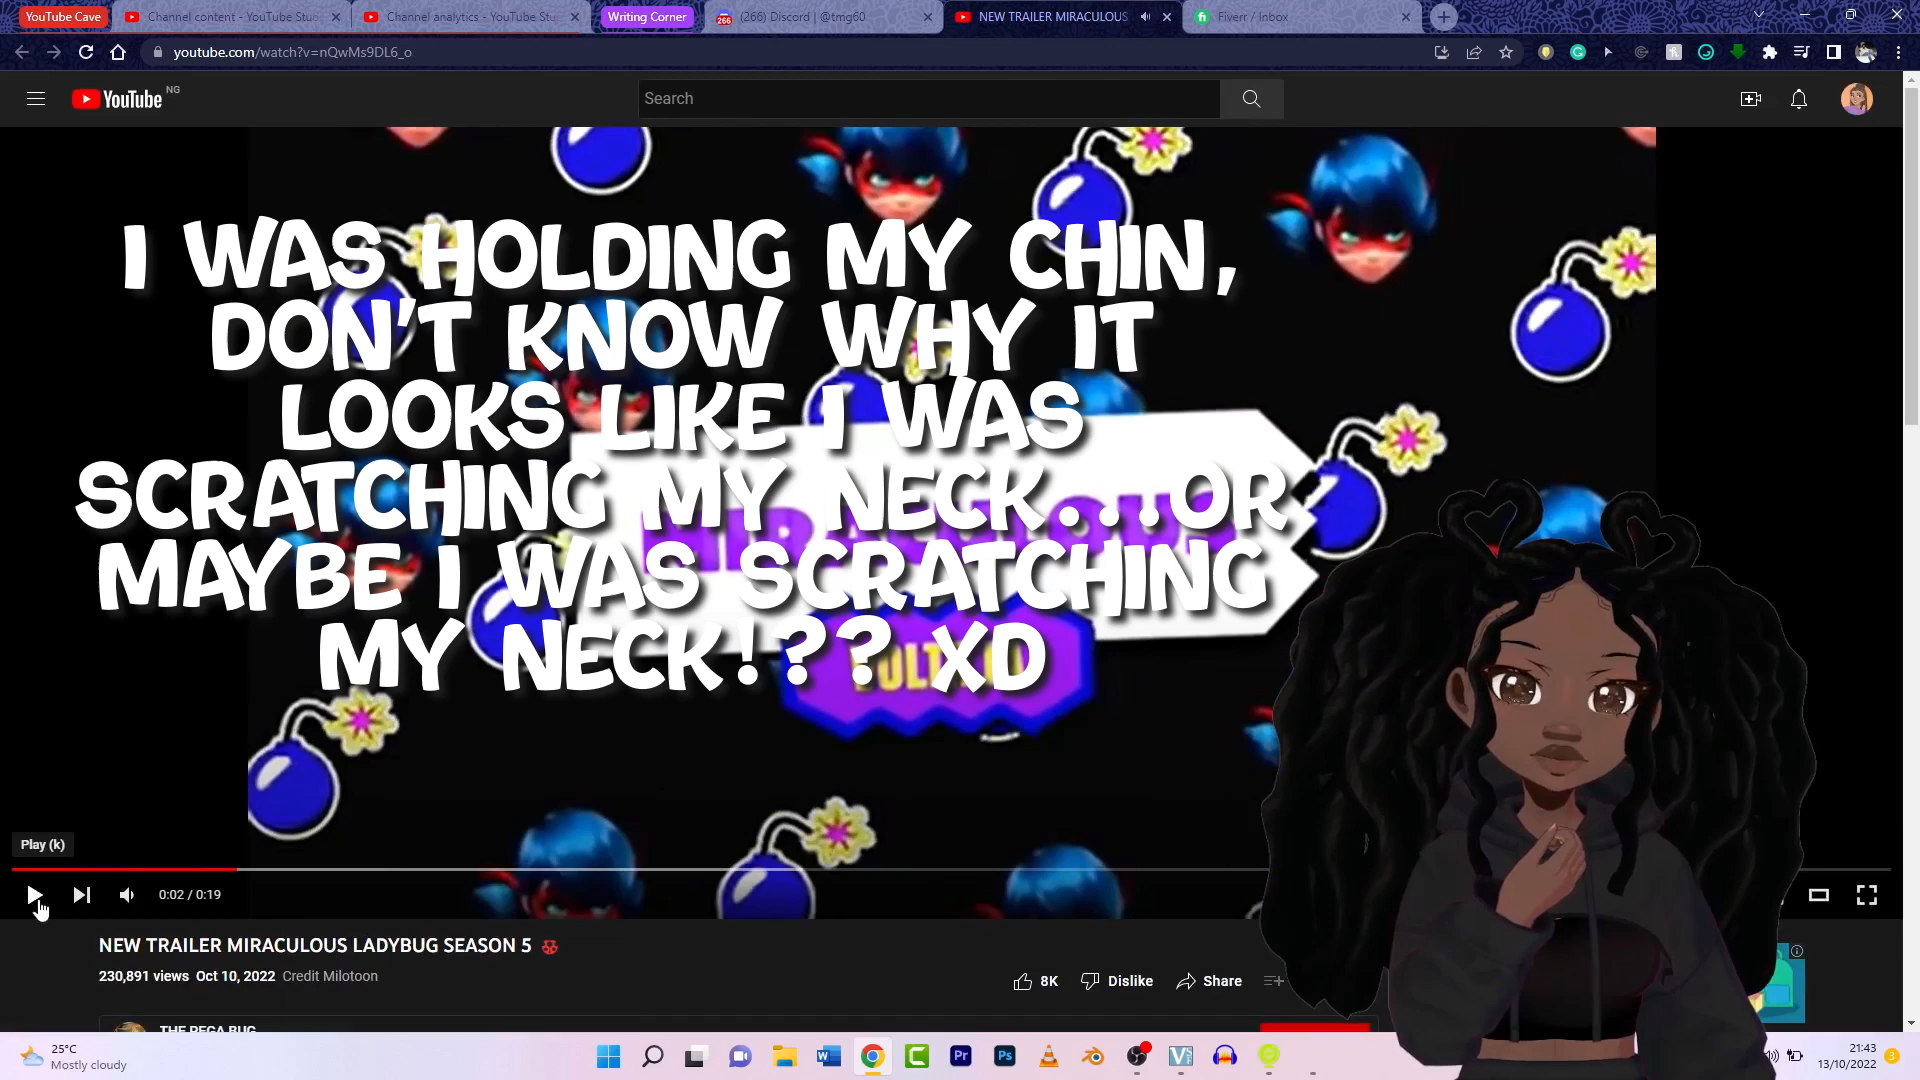 YouTube Cave
Channel content - YouTube Stud
Channel analytics - YouTube Stu
Writing Corner
(266) Discord | @tmg60
NEW TRAILER MIRACULOUS
Fiverr / Inbox
youtube.com/watch?v=nQwMs9DL6_o
YouTube NG
Search
I WAS HOLDING MY CHIN,
DON'T KNOW WHY IT
LOOKS LIKE I WAS
SCRATCHING MY NECK...OR
MAYBE I WAS SCRATCHING
MY NECK!?? XD
Play (k)
0:02 / 0:19
NEW TRAILER MIRACULOUS LADYBUG SEASON 5
230,891 views Oct 10, 2022 Credit Milotoon
8K
Dislike
Share
THE PEGA BUG
25°C
Mostly cloudy
21:43
13/10/2022
3